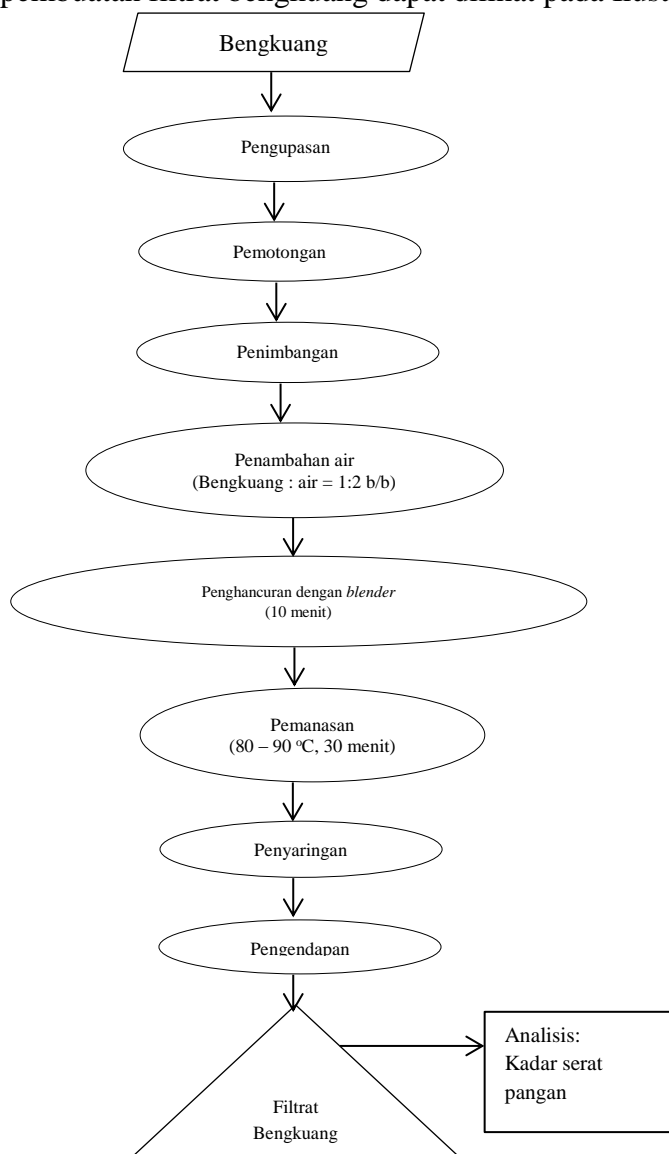 pembuatan filtrat bengkuang dapat dilihat pada
Bengkuang
Pengupasan
Pemotongan
Penimbangan
Penambahan air
(Bengkuang : air = 1:2 b/b)
Penghancuran dengan blender
(10 menit)
Pemanasan
(80 – 90 °C, 30 menit)
Penyaringan
Pengendapan
Analisis:
Kadar serat
pangan
Filtrat
Bengkuang